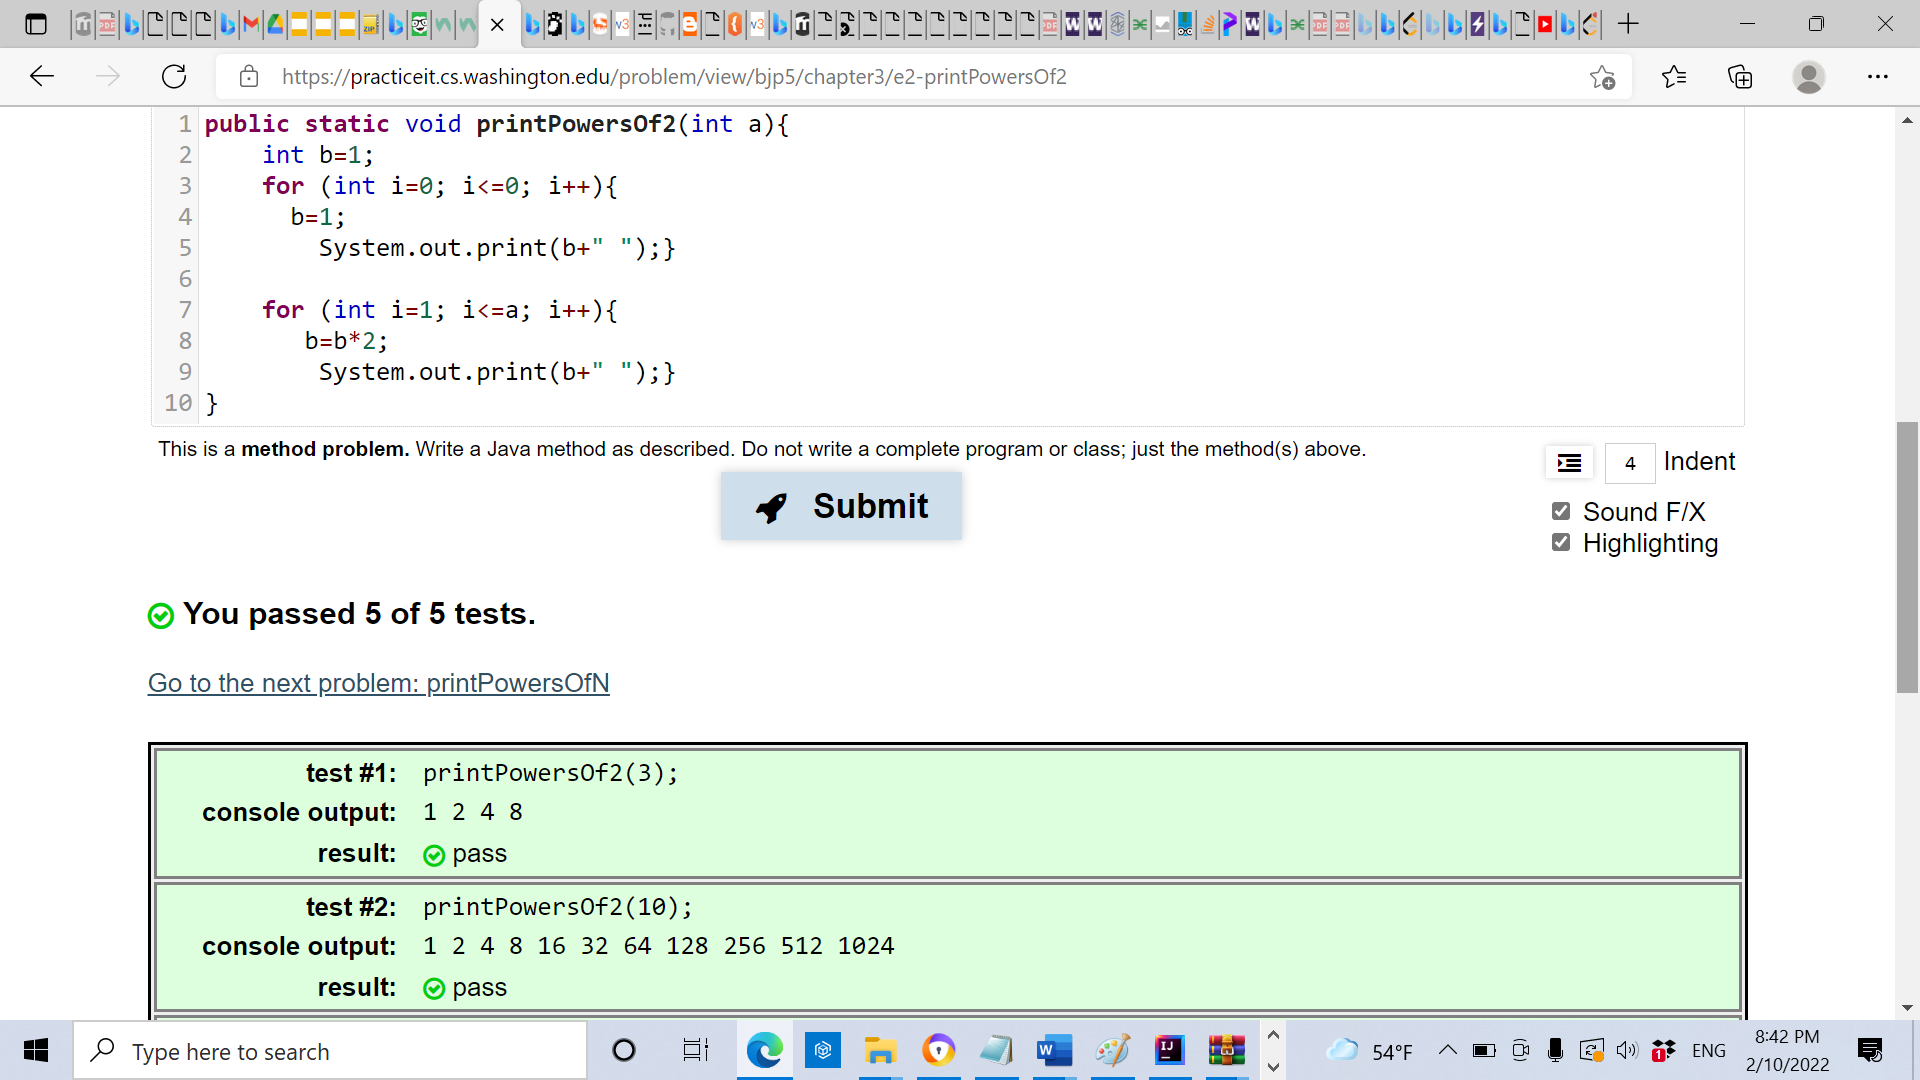 https://practiceit.cs.washington.edu/problem/view/bjp5/chapter3/e2-printPowersOf2
1 public static void printPowersOf2(int a){
2 int b=1;
3 for (int i=0; i<=0; i++){
4 b=1;
5 System.out.print(b+" ");}
6
7 for (int i=1; i<=a; i++){
8 b=b*2;
9 System.out.print(b+" ");}
10 }
This is a method problem. Write a Java method as described. Do not write a complete program or class; just the method(s) above.
4 Indent
Submit
Sound F/X
Highlighting
You passed 5 of 5 tests.
Go to the next problem: printPowersOfN
test #1: printPowersOf2(3);
console output: 1 2 4 8
result: pass
test #2: printPowersOf2(10);
console output: 1 2 4 8 16 32 64 128 256 512 1024
result: pass
Type here to search
54°F
ENG
8:42 PM
2/10/2022